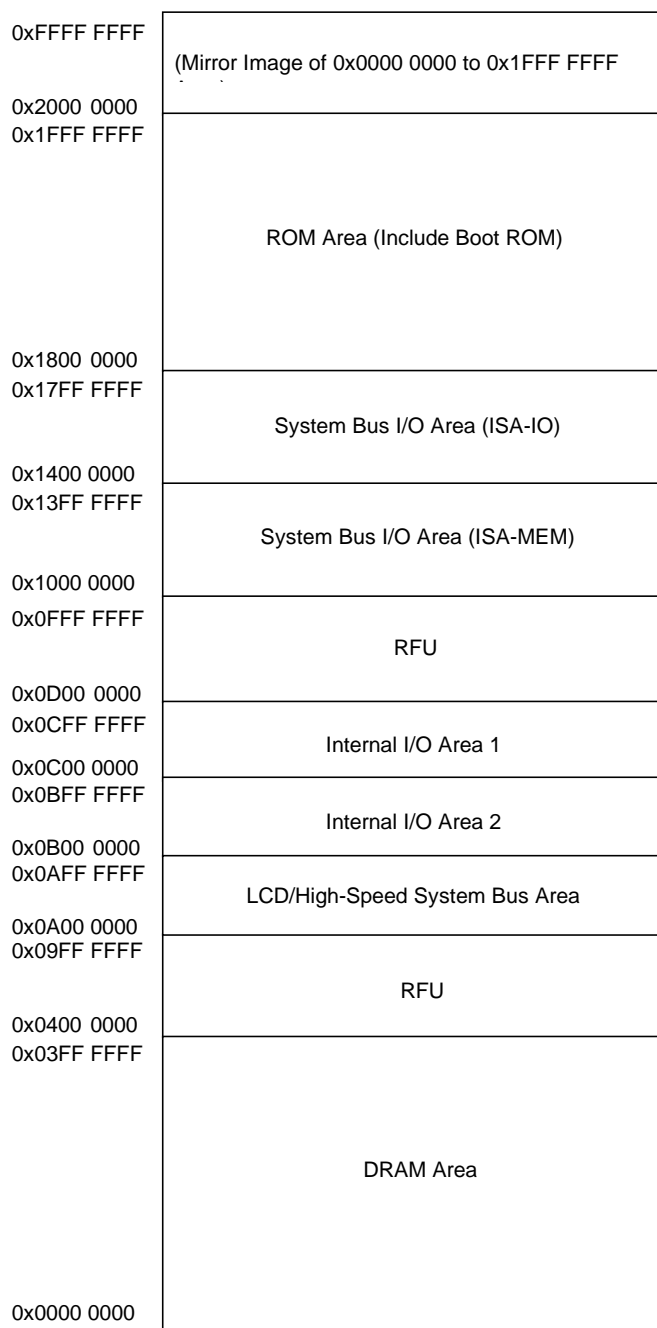 0xFFFF FFFF
(Mirror Image of 0x0000 0000 to 0x1FFF FFFF
0x2000 0000
0x1FFF FFFF
ROM Area (Include Boot ROM)
0x1800 0000
0x17FF FFFF
System Bus I/O Area (ISA-IO)
0x1400 0000
0x13FF FFFF
System Bus I/O Area (ISA-MEM)
0x1000 0000
0x0FFF FFFF
RFU
0x0D00 0000
0x0CFF FFFF
Internal I/O Area 1
0x0C00 0000
0x0BFF FFFF
Internal I/O Area 2
0x0B00 0000
0x0AFF FFFF
LCD/High-Speed System Bus Area
0x0A00 0000
0x09FF FFFF
RFU
0x0400 0000
0x03FF FFFF
DRAM Area
0x0000 0000